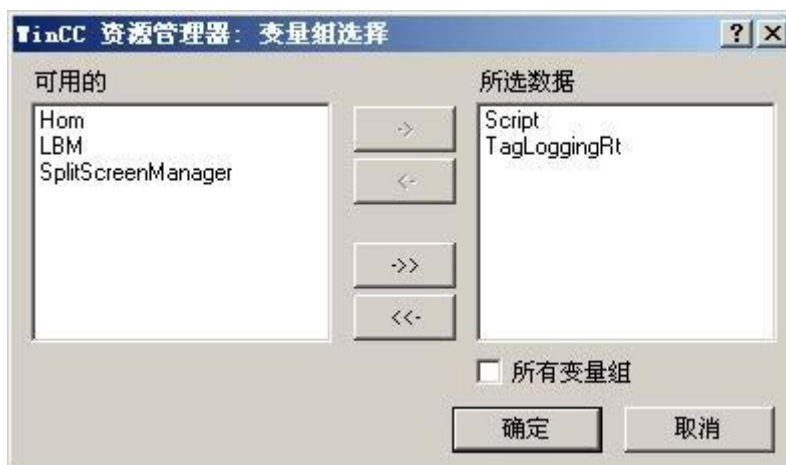 WinCC 资源管理器: 变量组选择
可用的
所选数据
Hom
LBM
SplitScreenManager
->
<-
->>
<<-
Script
TagLoggingRt
所有变量组
确定
取消